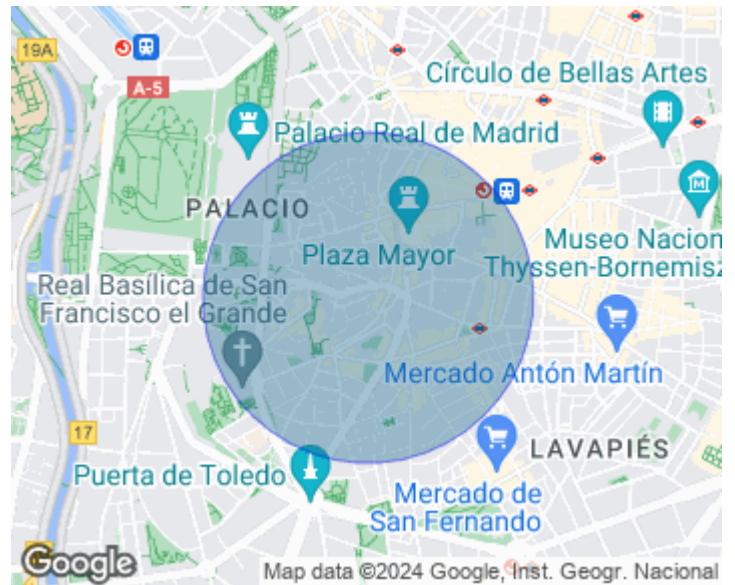 19A
A-5
Círculo de Bellas Artes
Palacio Real de Madrid
PALACIO
Plaza Mayor
Museo Nacion
Thyssen-Bornemisz
Real Basílica de San
Francisco el Grande
Mercado Antón Martín
17
LAVAPIÉS
Puerta de Toledo
Mercado de
San Fernando
Google
Map data ©2024 Google, Inst. Geogr. Nacional